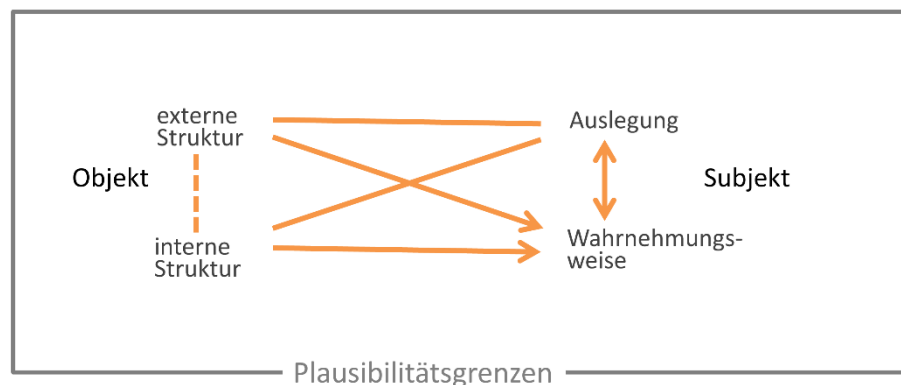 externe
Struktur
Auslegung
Objekt
Subjekt
interne
Struktur
Wahrnehmungs-
weise
Plausibilitätsgrenzen